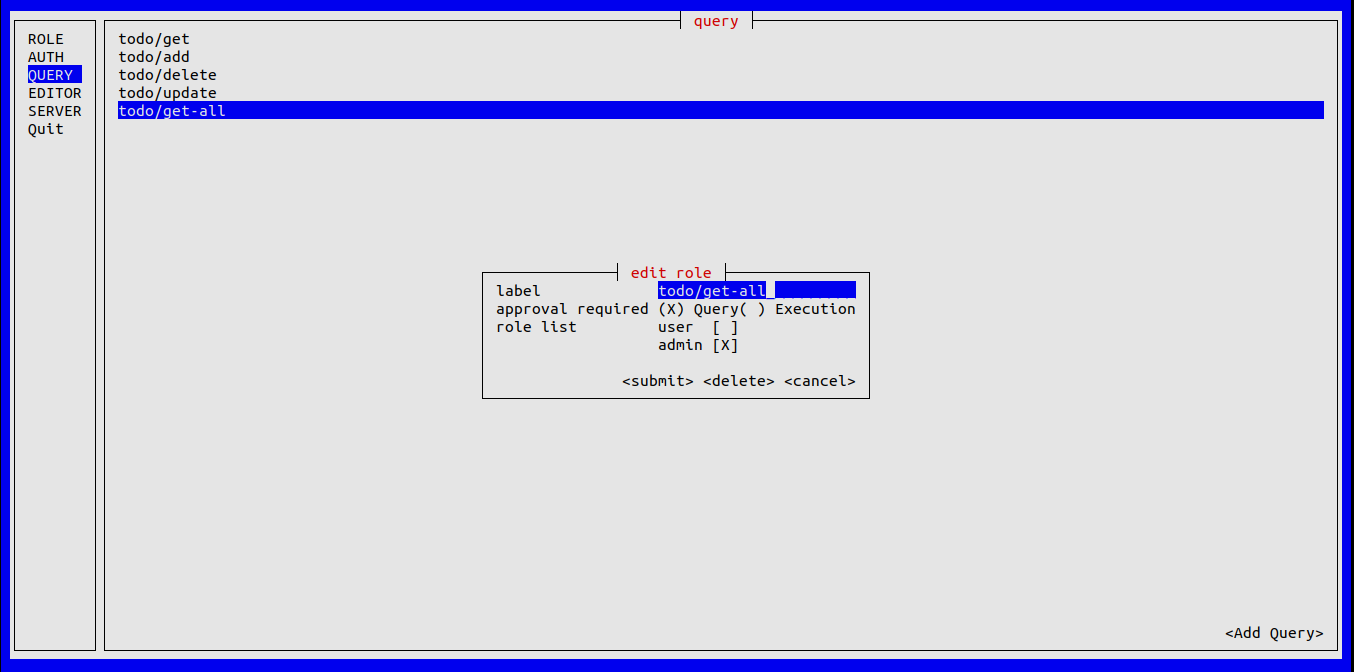 query
ROLE
AUTH
QUERY
EDITOR
SERVER
Quit
todo/get
todo/add
todo/delete
todo/update
todo/get-all
edit role
label todo/get-all_
approval required (X) Query( ) Execution
role list user [ ]
admin [X]
<submit> <delete> <cancel>
<Add Query>